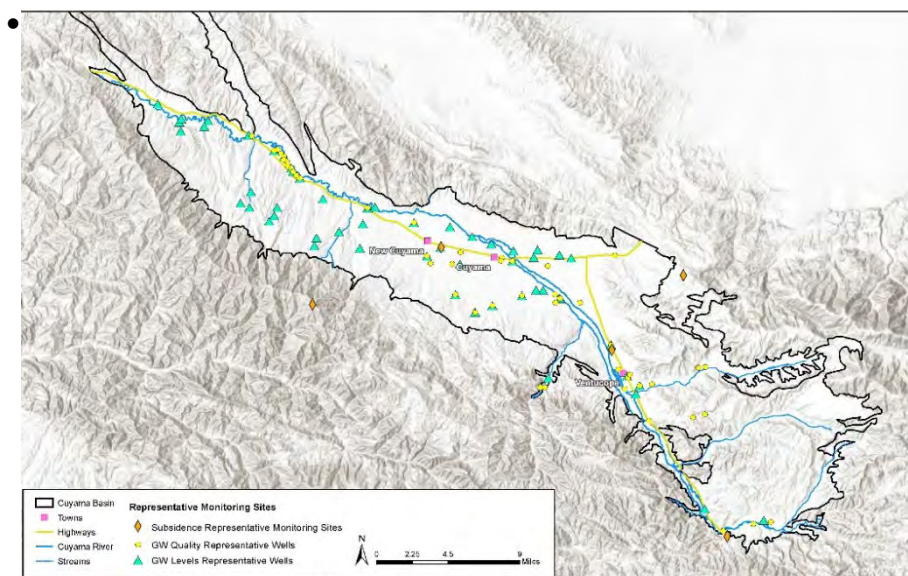 New Cuyama
Cuyama
Ventucopa
Cuyama Basin
Towns
Highways
Cuyama River
Streams
Representative Monitoring Sites
Subsidence Representative Monitoring Sites
GW Quality Representative Wells
GW Levels Representative Wells
N
0 2.25 4.5 9
Miles